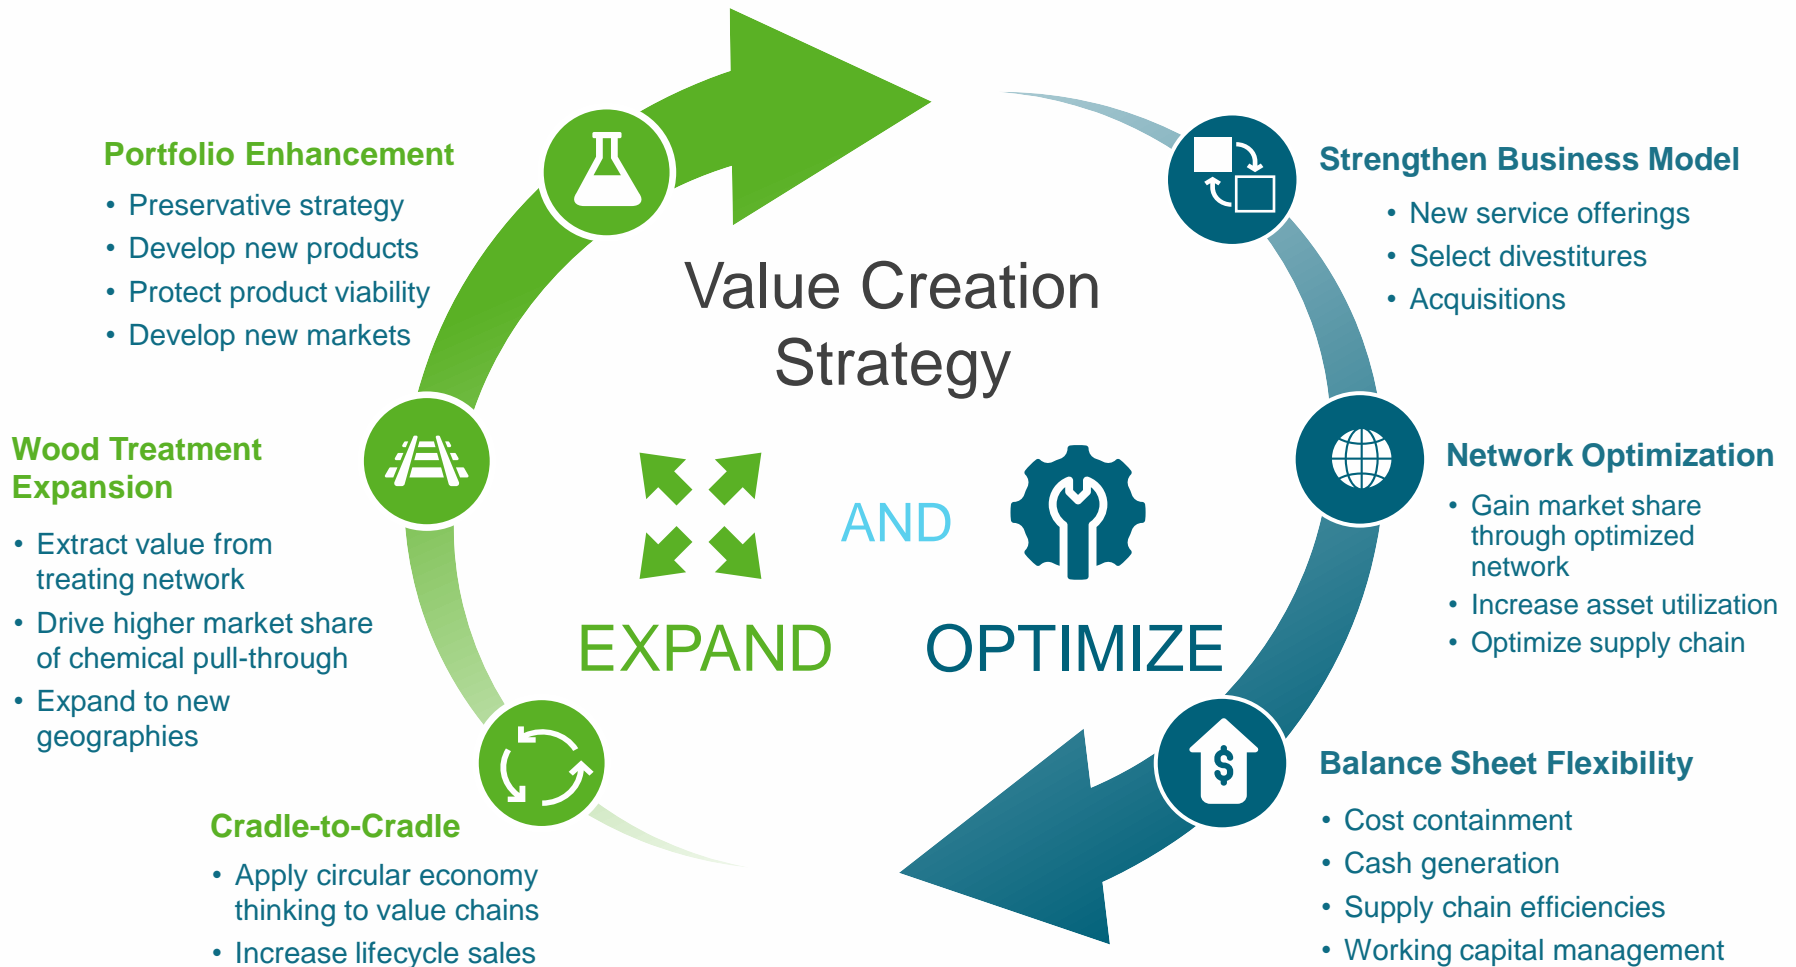 Value Creation
Strategy
EXPAND
AND
OPTIMIZE
Portfolio Enhancement
• Preservative strategy
• Develop new products
• Protect product viability
• Develop new markets
Wood Treatment
Expansion
• Extract value from
treating network
• Drive higher market share
of chemical pull-through
• Expand to new
geographies
Cradle-to-Cradle
• Apply circular economy
thinking to value chains
• Increase lifecycle sales
Strengthen Business Model
• New service offerings
• Select divestitures
• Acquisitions
Network Optimization
• Gain market share
through optimized
network
• Increase asset utilization
• Optimize supply chain
$
Balance Sheet Flexibility
• Cost containment
• Cash generation
• Supply chain efficiencies
• Working capital management